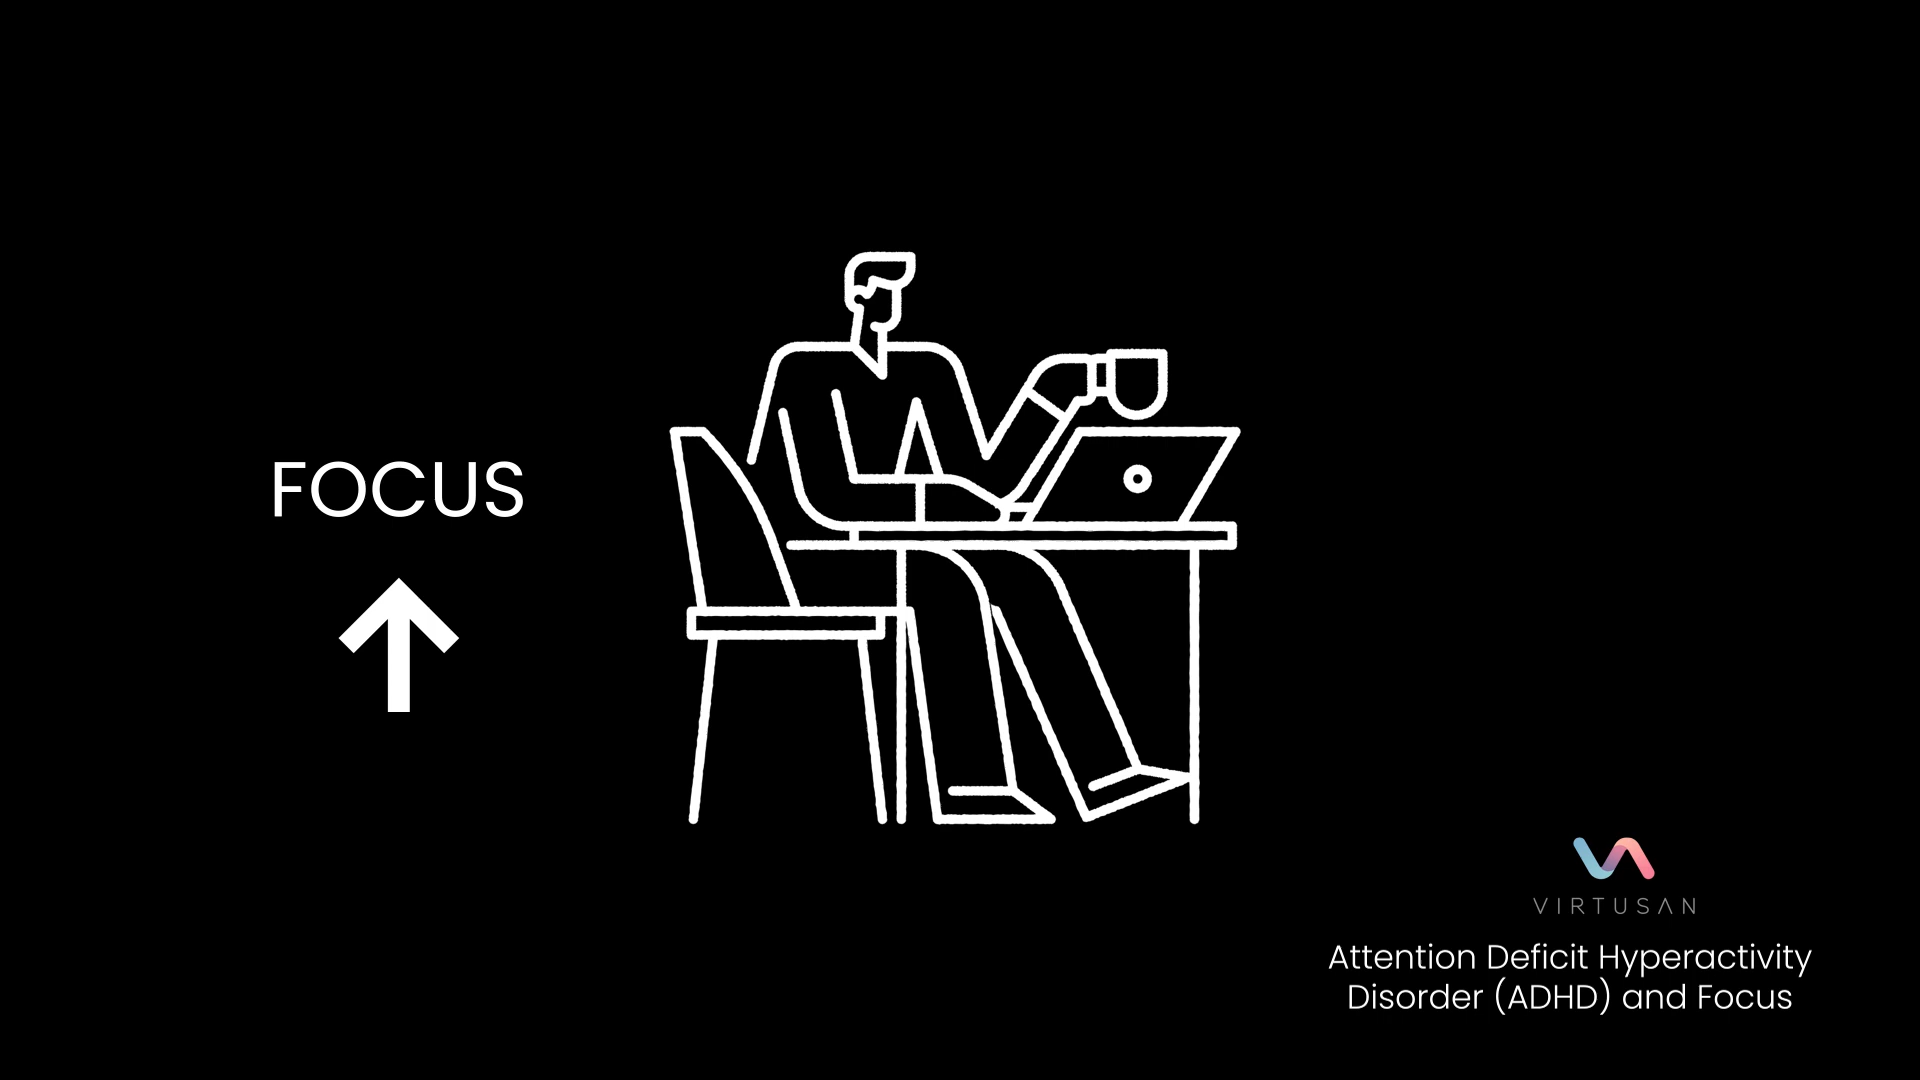 FOCUS
VIRTUSAN
Attention Deficit Hyperactivity
Disorder (ADHD) and Focus